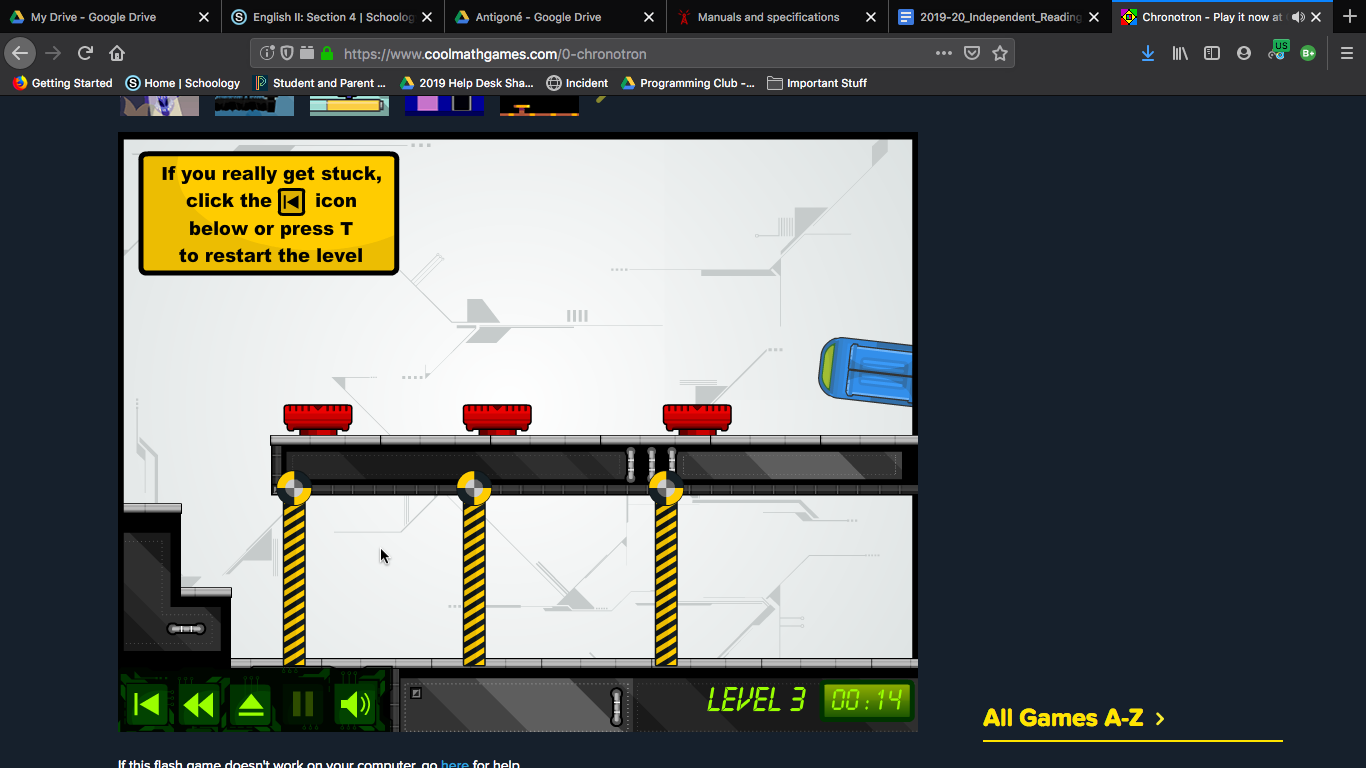 My Drive - Google Drive
English II: Section 4 | Schoolog
Antigoné - Google Drive
Manuals and specifications
2019-20_Independent_Reading
Chronotron - Play it now at
https://www.coolmathgames.com/0-chronotron
US
B+
Getting Started
Home | Schoology
Student and Parent ...
2019 Help Desk Sha...
Incident
Programming Club -...
Important Stuff
If you really get stuck,
click the icon
below or press T
to restart the level
LEVEL 3
00:14
All Games A-Z
If this flash game doesn't work on your computer, go here for help.